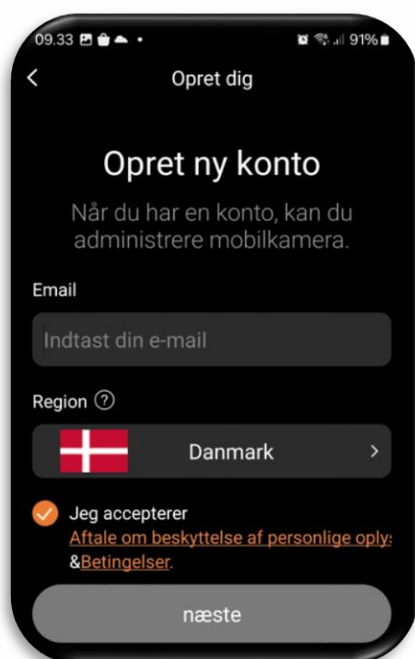 09.33 91%
Opret dig
Opret ny konto
Når du har en konto, kan du
administrere mobilkamera.
Email
Indtast din e-mail
Region ?
Danmark
Jeg accepterer
Aftale om beskyttelse af personlige oply
&Betingelser.
næste